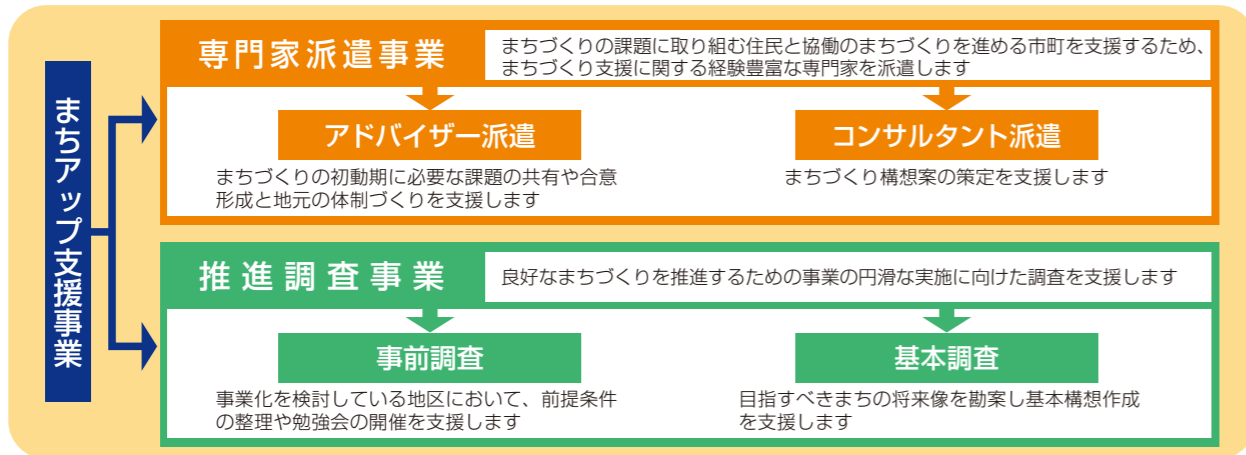 まちアップ支援事業
専門家派遣事業
まちづくりの課題に取り組む住民と協働のまちづくりを進める市町を支援するため、
まちづくり支援に関する経験豊富な専門家を派遣します
アドバイザー派遣
まちづくりの初動期に必要な課題の共有や合意
形成と地元の体制づくりを支援します
コンサルタント派遣
まちづくり構想案の策定を支援します
推進調査事業
良好なまちづくりを推進するための事業の円滑な実施に向けた調査を支援します
事前調査
事業化を検討している地区において、前提条件
の整理や勉強会の開催を支援します
基本調査
目指すべきまちの将来像を勘案し基本構想作成
を支援します